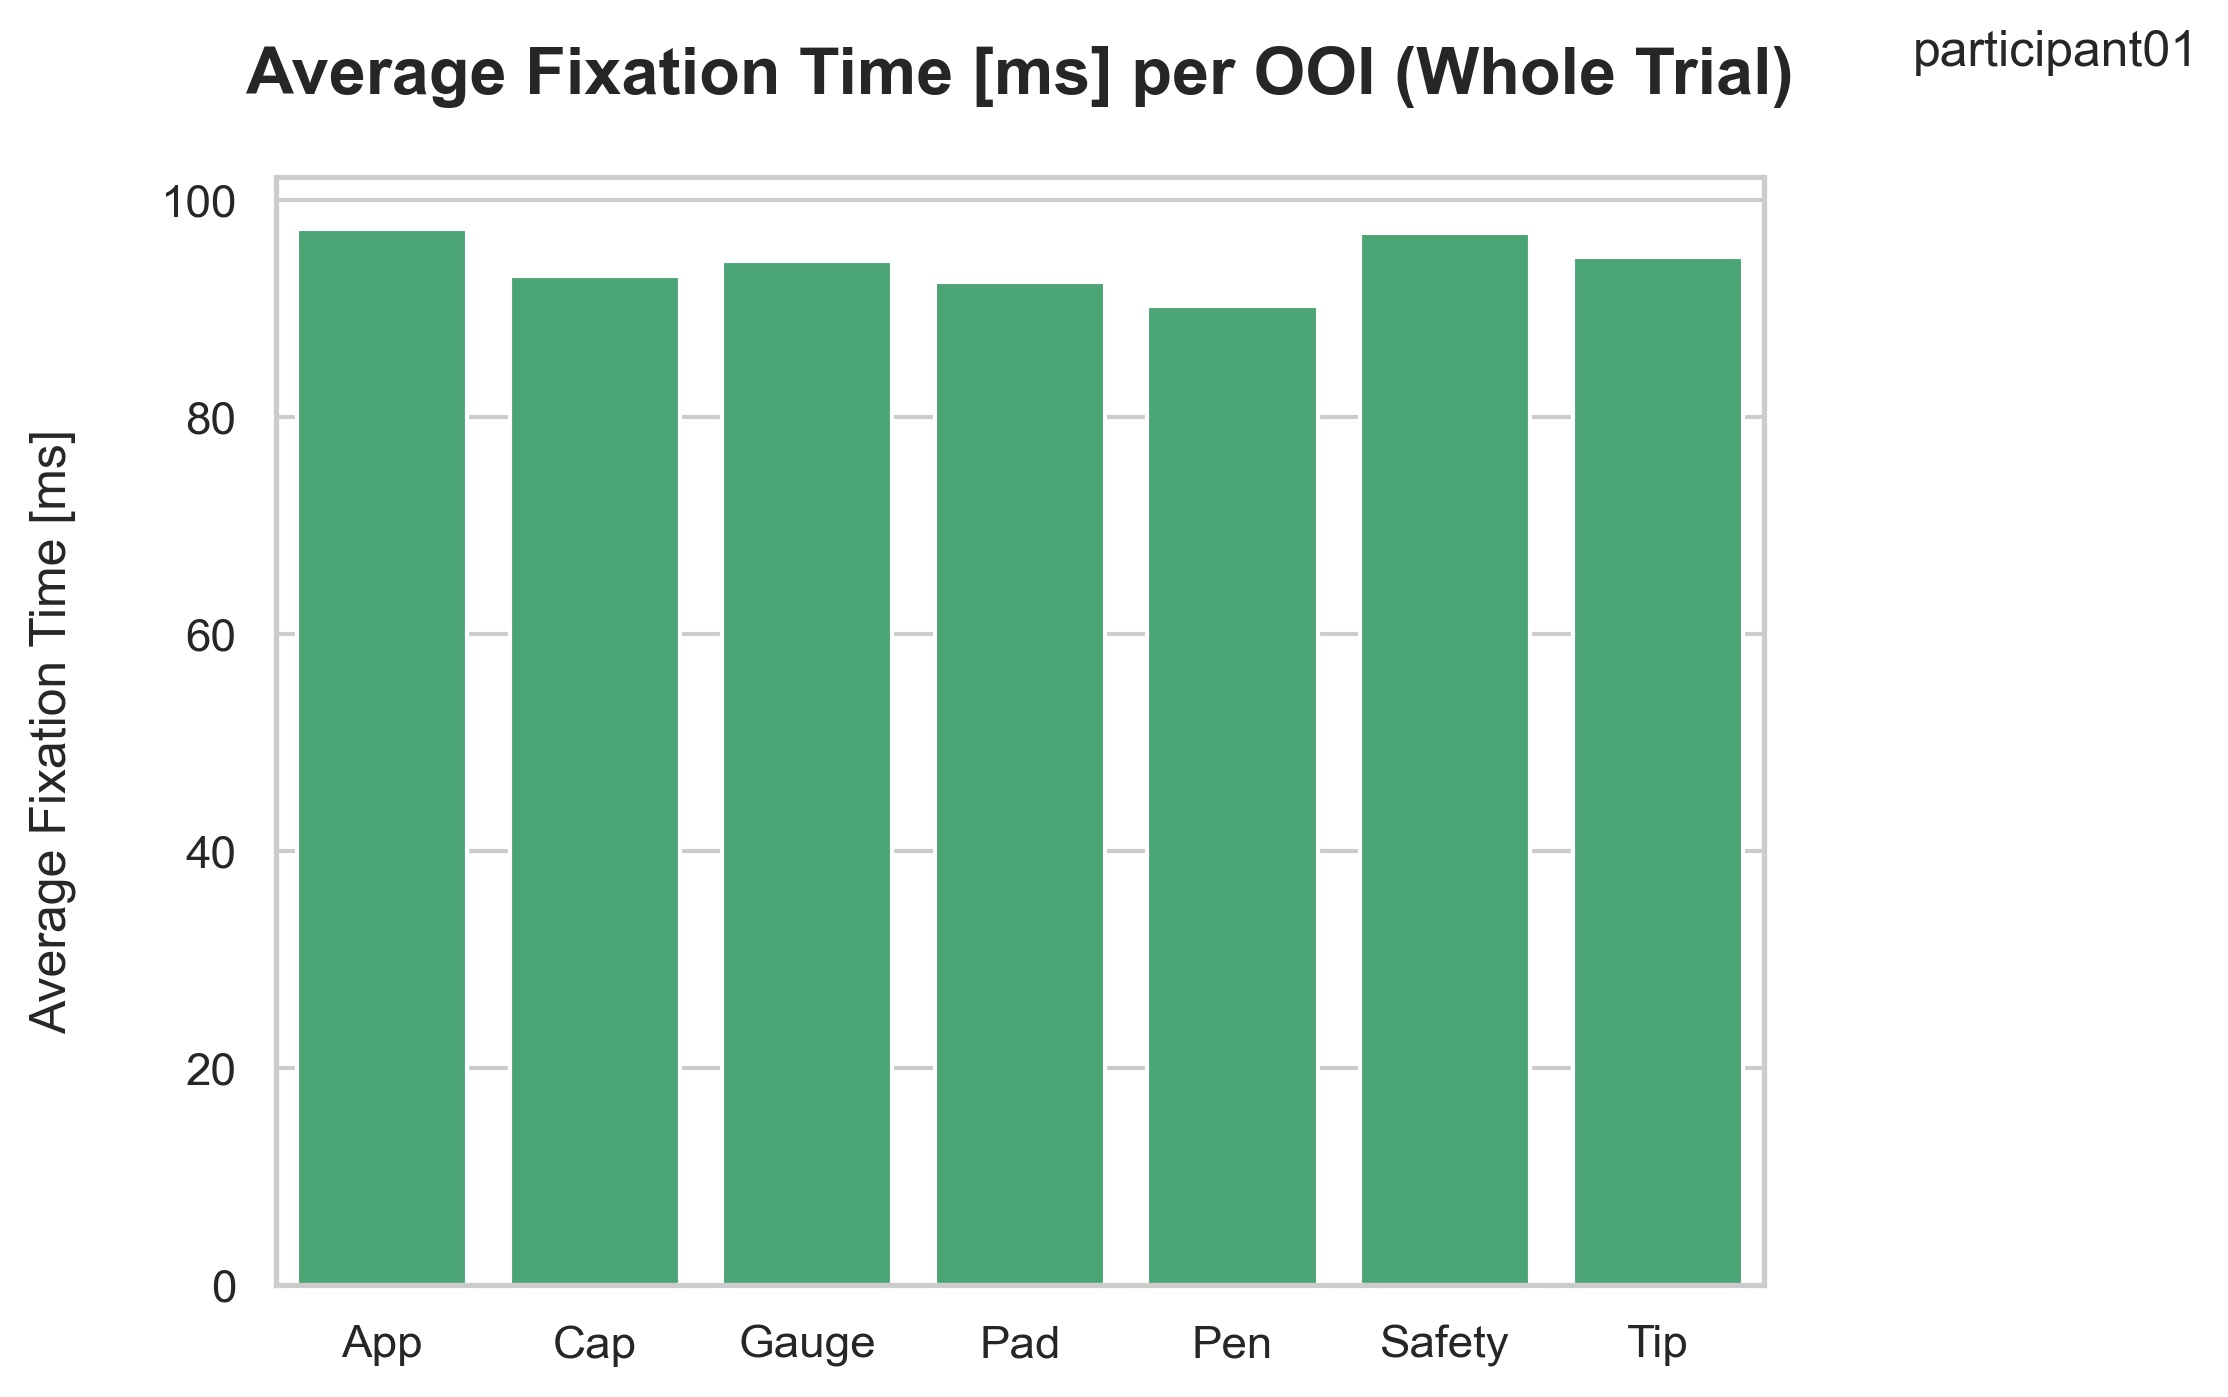 Average Fixation Time [ms] per OOI (Whole Trial)
participant01
Average Fixation Time [ms]
100
80
60
40
20
0
App Cap Gauge Pad Pen Safety Tip